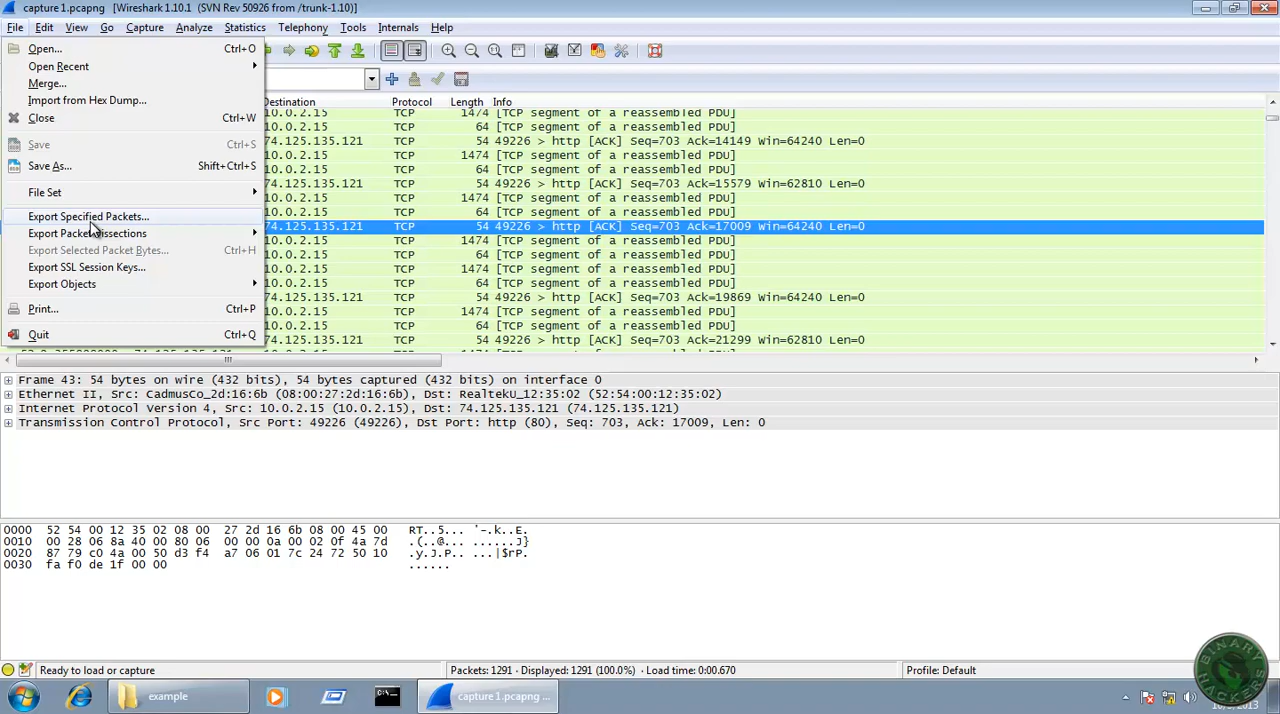 capture 1.pcapng [Wireshark 1.10.1 (SVN Rev 50926 from /trunk-1.10)]
File Edit View Go Capture Analyze Statistics Telephony Tools Internals Help
Open... Ctrl+O
Open Recent
Merge...
Import from Hex Dump...
Close Ctrl+W
Save Ctrl+S
Save As... Shift+Ctrl+S
File Set
Export Specified Packets...
Export Packet Dissections
Export Selected Packet Bytes... Ctrl+H
Export SSL Session Keys...
Export Objects
Print... Ctrl+P
Quit Ctrl+Q
Destination Protocol Length Info
10.0.2.15 TCP 1474 [TCP segment of a reassembled PDU]
10.0.2.15 TCP 64 [TCP segment of a reassembled PDU]
74.125.135.121 TCP 54 49226 > http [ACK] Seq=703 Ack=14149 Win=64240 Len=0
10.0.2.15 TCP 1474 [TCP segment of a reassembled PDU]
10.0.2.15 TCP 64 [TCP segment of a reassembled PDU]
74.125.135.121 TCP 54 49226 > http [ACK] Seq=703 Ack=15579 Win=62810 Len=0
10.0.2.15 TCP 1474 [TCP segment of a reassembled PDU]
10.0.2.15 TCP 64 [TCP segment of a reassembled PDU]
74.125.135.121 TCP 54 49226 > http [ACK] Seq=703 Ack=17009 Win=64240 Len=0
10.0.2.15 TCP 64 [TCP segment of a reassembled PDU]
10.0.2.15 TCP 1474 [TCP segment of a reassembled PDU]
10.0.2.15 TCP 64 [TCP segment of a reassembled PDU]
74.125.135.121 TCP 54 49226 > http [ACK] Seq=703 Ack=19869 Win=64240 Len=0
10.0.2.15 TCP 1474 [TCP segment of a reassembled PDU]
10.0.2.15 TCP 64 [TCP segment of a reassembled PDU]
74.125.135.121 TCP 54 49226 > http [ACK] Seq=703 Ack=21299 Win=62810 Len=0
Frame 43: 54 bytes on wire (432 bits), 54 bytes captured (432 bits) on interface 0
Ethernet II, Src: CadmusCo_2d:16:6b (08:00:27:2d:16:6b), Dst: RealtekU_12:35:02 (52:54:00:12:35:02)
Internet Protocol Version 4, Src: 10.0.2.15 (10.0.2.15), Dst: 74.125.135.121 (74.125.135.121)
Transmission Control Protocol, Src Port: 49226 (49226), Dst Port: http (80), Seq: 703, Ack: 17009, Len: 0
0000 52 54 00 12 35 02 08 00 27 2d 16 6b 08 00 45 00 RT..5... '-.k..E.
0010 00 28 06 8a 40 00 80 06 00 00 0a 00 02 0f 4a 7d .(..@... ......J}
0020 87 79 c0 4a 00 50 d3 f4 a7 06 01 7c 24 72 50 10 .y.J.P.. ...|$rP.
0030 fa f0 de 1f 00 00 ......
Ready to load or capture Packets: 1291 · Displayed: 1291 (100.0%) · Load time: 0:00.670 Profile: Default
example capture 1.pcapng ...
BINARY HACKERS